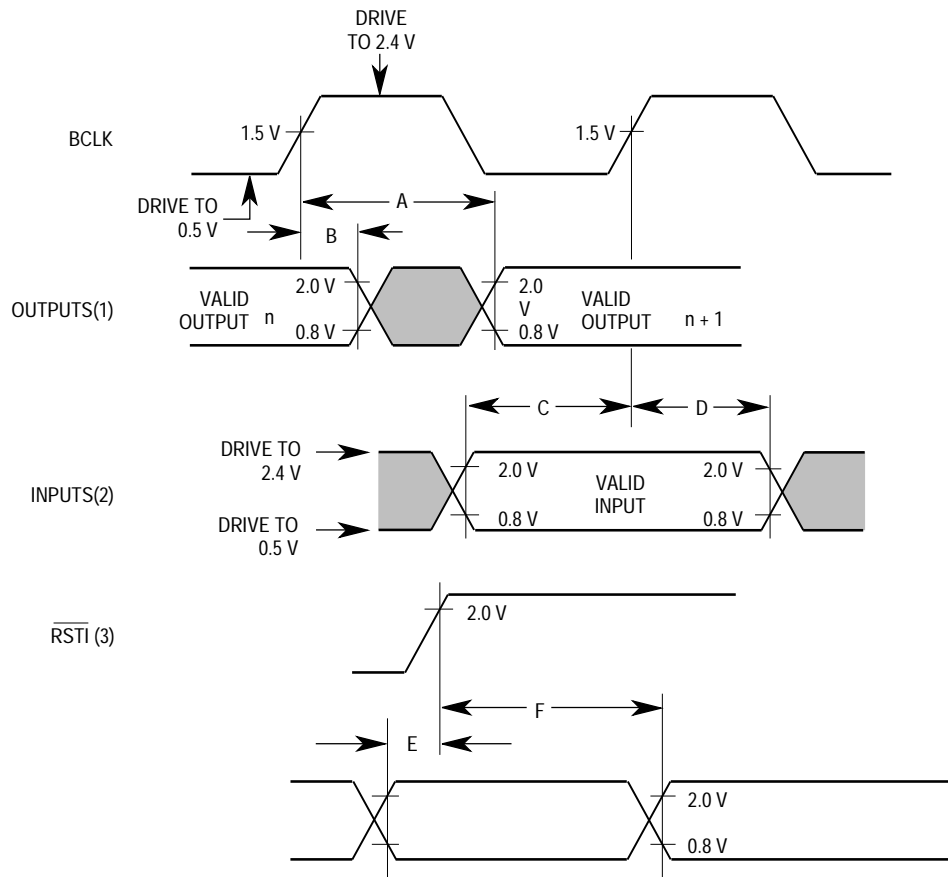 DRIVE
TO 2.4 V
BCLK
1.5 V
1.5 V
DRIVE TO
0.5 V
A
B
OUTPUTS(1)
VALID
OUTPUT n
2.0 V
0.8 V
2.0
V
0.8 V
VALID
OUTPUT n + 1
C
D
DRIVE TO
2.4 V
INPUTS(2)
2.0 V
0.8 V
VALID
INPUT
2.0 V
0.8 V
DRIVE TO
0.5 V
RSTI (3)
2.0 V
F
E
2.0 V
0.8 V